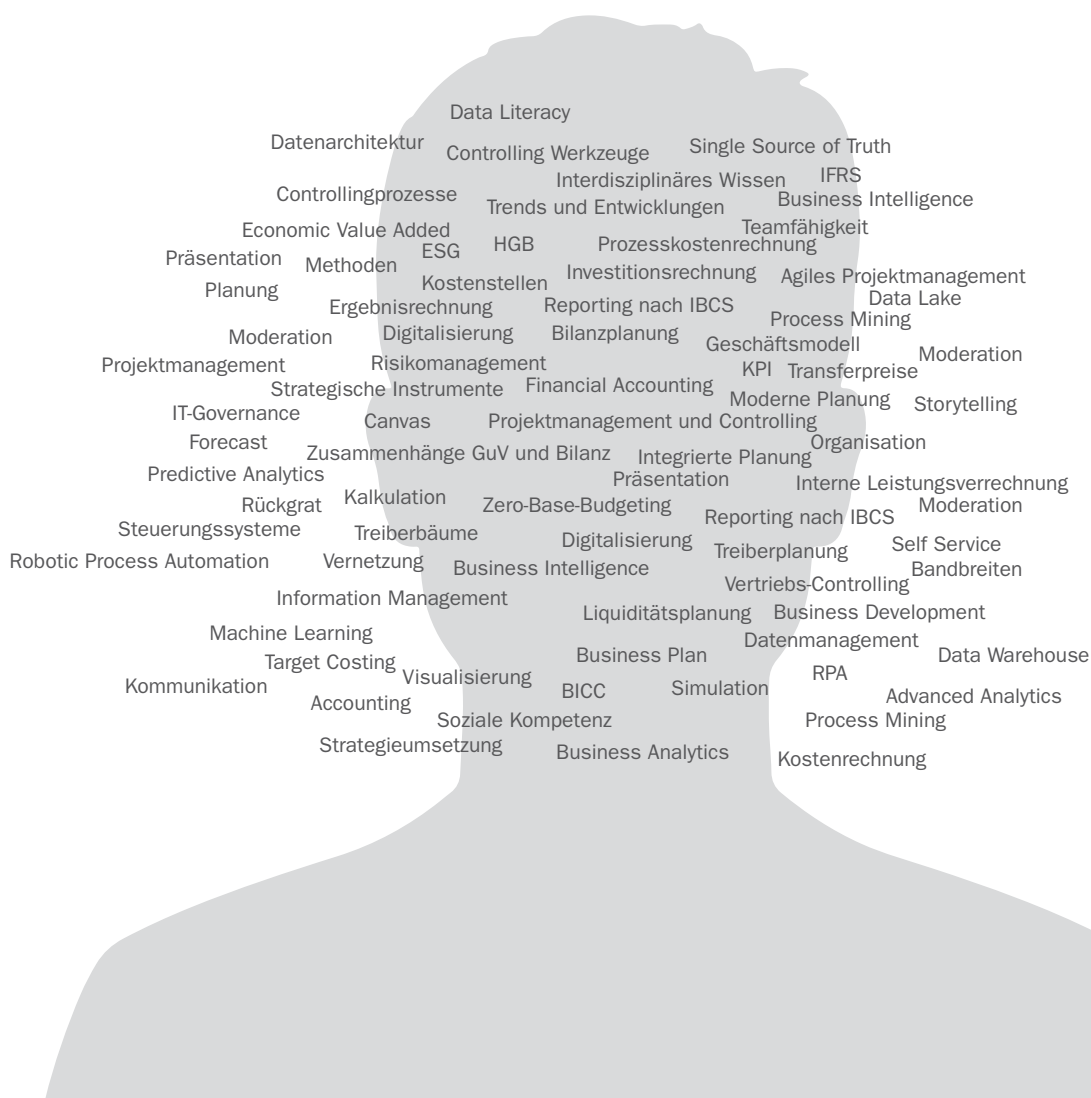 Data Literacy
Datenarchitektur
Single Source of Truth
Controlling Werkzeuge
IFRS
Interdisziplinäres Wissen
Controllingprozesse
Business Intelligence
Trends und Entwicklungen
Teamfähigkeit
Economic Value Added
HGB
Prozesskostenrechnung
ESG
Präsentation
Methoden
Investitionsrechnung
Agiles Projektmanagement
Kostenstellen
Planung
Data Lake
Ergebnisrechnung
Reporting nach IBCS
Process Mining
Moderation
Digitalisierung
Bilanzplanung
Geschäftsmodell
Moderation
Projektmanagement
Risikomanagement
KPI
Transferpreise
Strategische Instrumente
Financial Accounting
Moderne Planung
Storytelling
IT-Governance
Canvas
Projektmanagement und Controlling
Forecast
Organisation
Zusammenhänge GuV und Bilanz
Integrierte Planung
Predictive Analytics
Präsentation
Interne Leistungsverrechnung
Rückgrat
Kalkulation
Zero-Base-Budgeting
Moderation
Reporting nach IBCS
Steuerungssysteme
Treiberbäume
Digitalisierung
Treiberplanung
Self Service
Robotic Process Automation
Vernetzung
Business Intelligence
Bandbreiten
Vertriebs-Controlling
Information Management
Liquiditätsplanung
Business Development
Machine Learning
Datenmanagement
Target Costing
Business Plan
Data Warehouse
Visualisierung
RPA
Kommunikation
BICC
Simulation
Advanced Analytics
Accounting
Soziale Kompetenz
Process Mining
Strategieumsetzung
Business Analytics
Kostenrechnung